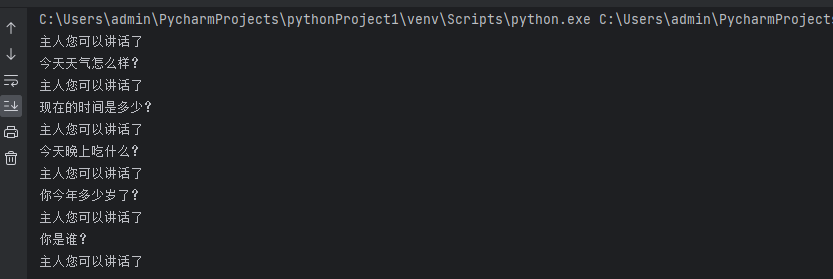 C:\Users\admin\PycharmProjects\pythonProject1\venv\Scripts\python.exe C:\Users\admin\PycharmProjects
主人您可以讲话了
今天天气怎么样？
主人您可以讲话了
现在的时间是多少？
主人您可以讲话了
今天晚上吃什么？
主人您可以讲话了
你今年多少岁了？
主人您可以讲话了
你是谁？
主人您可以讲话了